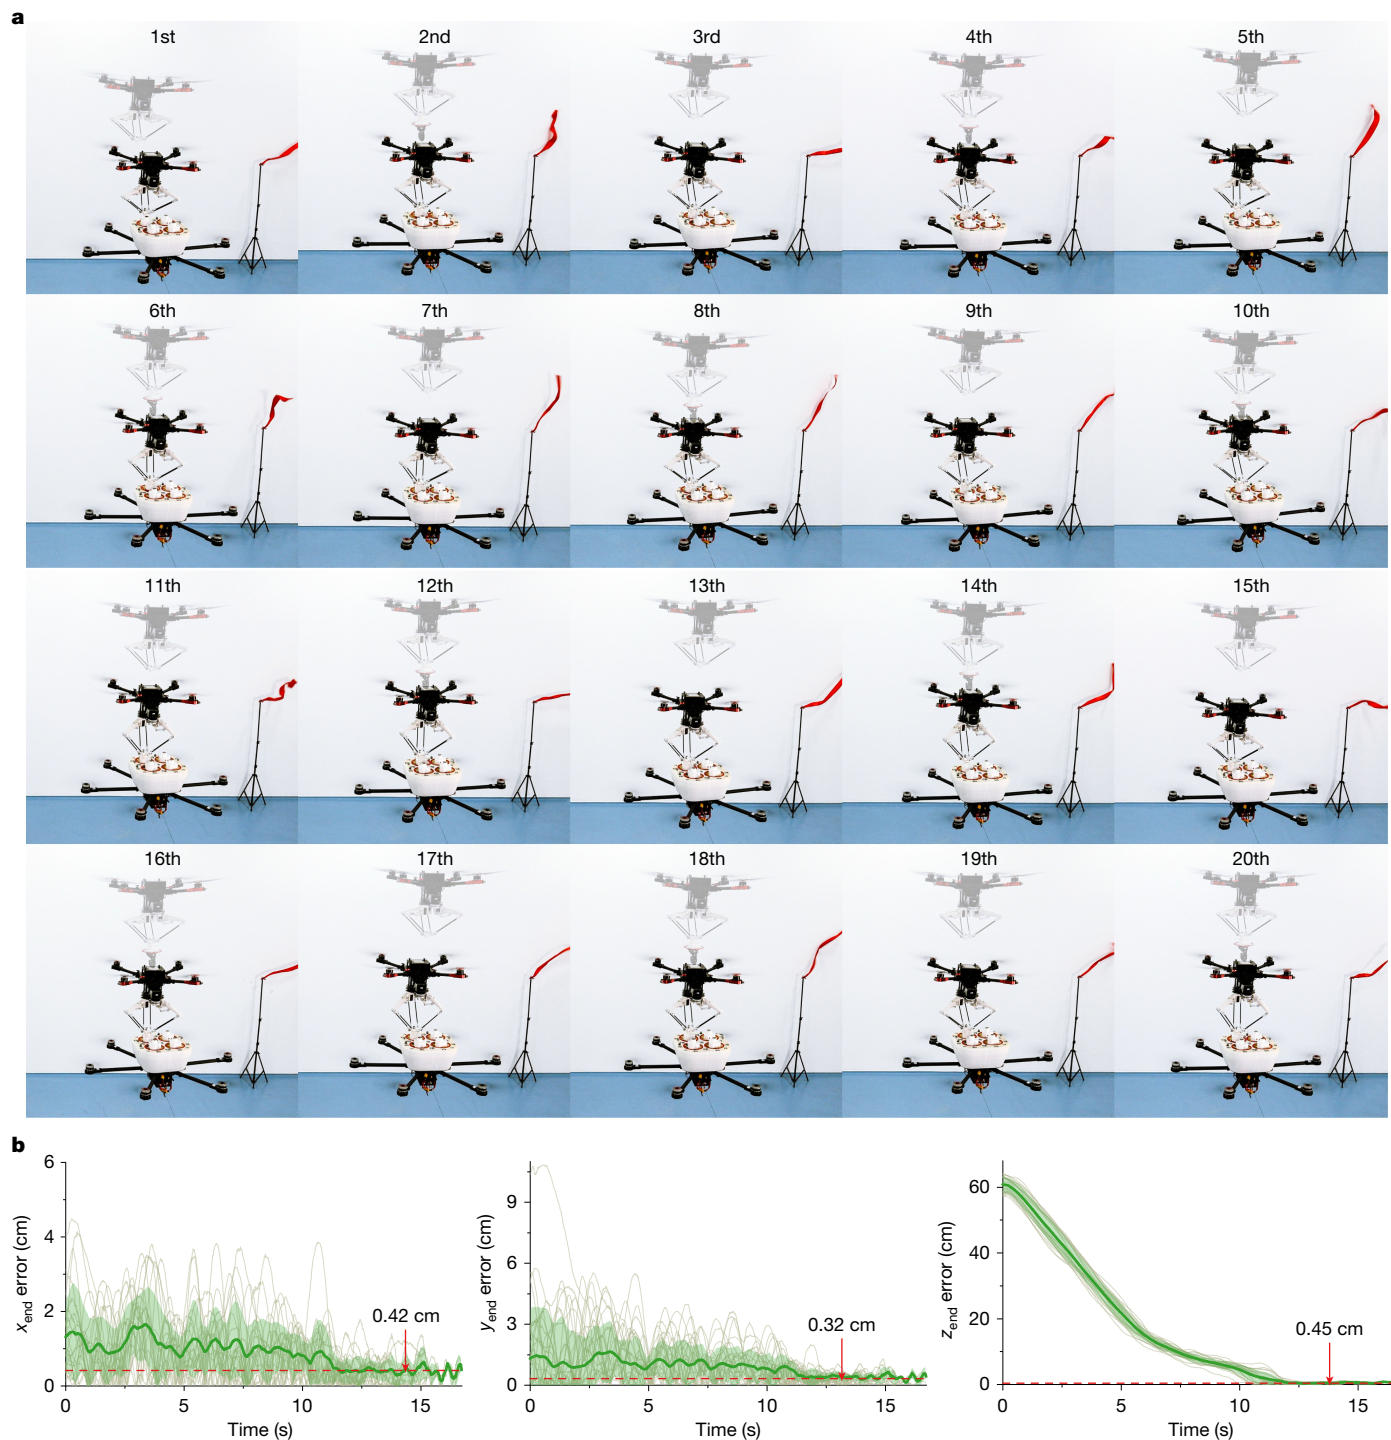 a
1st 2nd 3rd 4th 5th
6th 7th 8th 9th 10th
11th 12th 13th 14th 15th
16th 17th 18th 19th 20th
b
6
4
2
0
x_end error (cm)
0.42 cm
0 5 10 15
Time (s)
9
6
3
0
y_end error (cm)
0.32 cm
0 5 10 15
Time (s)
60
40
20
0
z_end error (cm)
0.45 cm
0 5 10 15
Time (s)